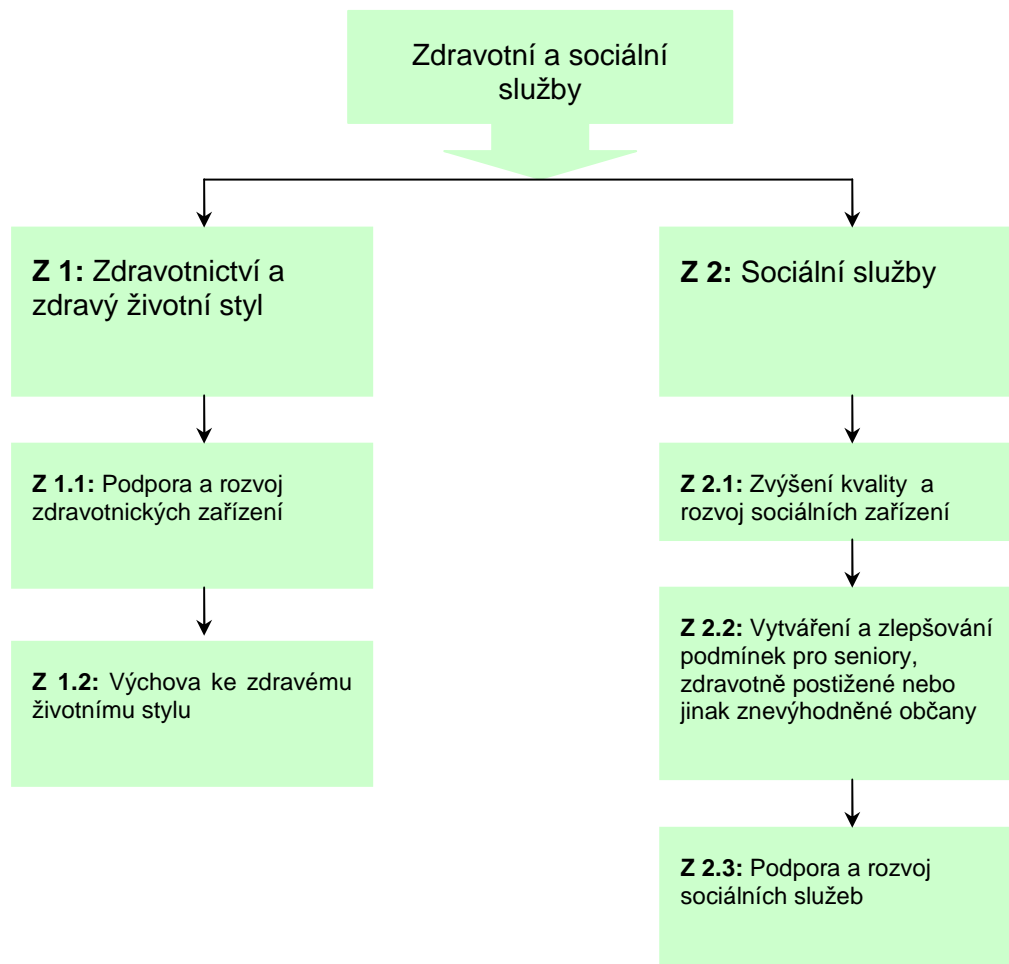 Zdravotní a sociální
služby
Z 1: Zdravotnictví a
zdravý životní styl
Z 2: Sociální služby
Z 1.1: Podpora a rozvoj
zdravotnických zařízení
Z 2.1: Zvýšení kvality  a
rozvoj sociálních zařízení
Z 1.2: Výchova ke zdravému
životnímu stylu
Z 2.2: Vytváření a zlepšování
podmínek pro seniory,
zdravotně postižené nebo
jinak znevýhodněné občany
Z 2.3: Podpora a rozvoj
sociálních služeb